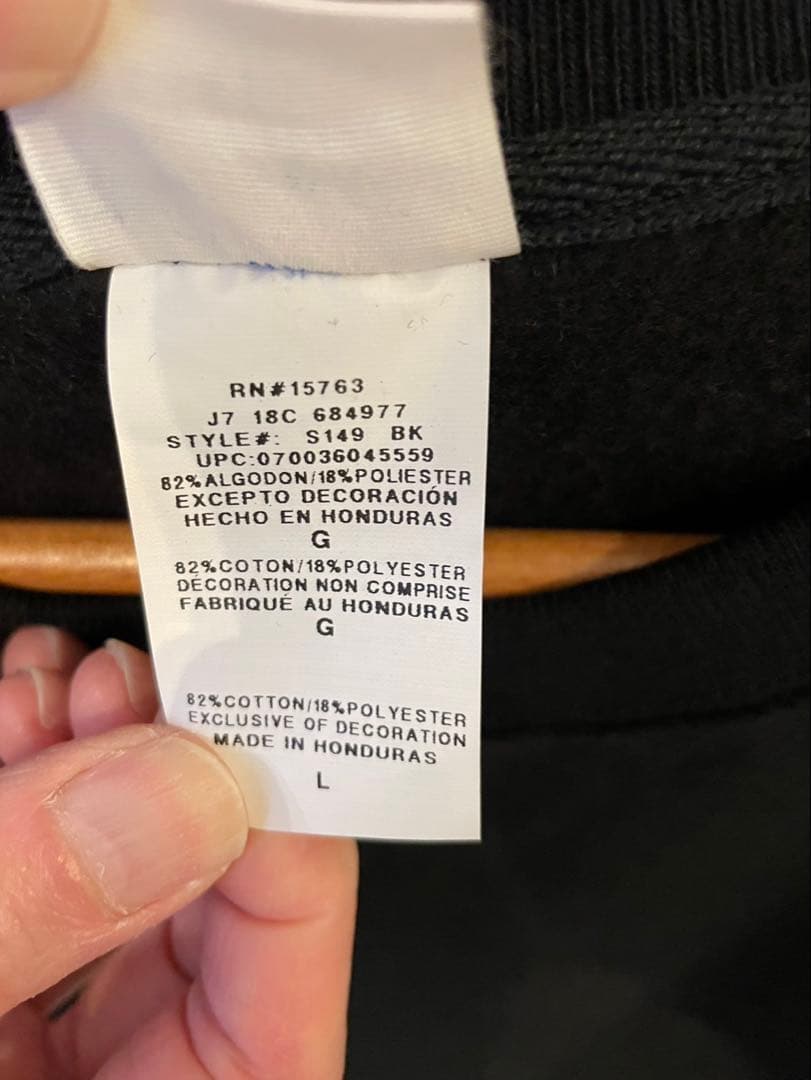 RN#15763
J7 18C 684977
STYLE#: S149 BK
UPC:070036045559
82%ALGODON/18%POLIESTER
EXCEPTO DECORACIÓN
HECHO EN HONDURAS
G
82%COTON/18%POLYESTER
DÉCORATION NON COMPRISE
FABRIQUÉ AU HONDURAS
G
82%COTTON/18%POLYESTER
EXCLUSIVE OF DECORATION
MADE IN HONDURAS
L